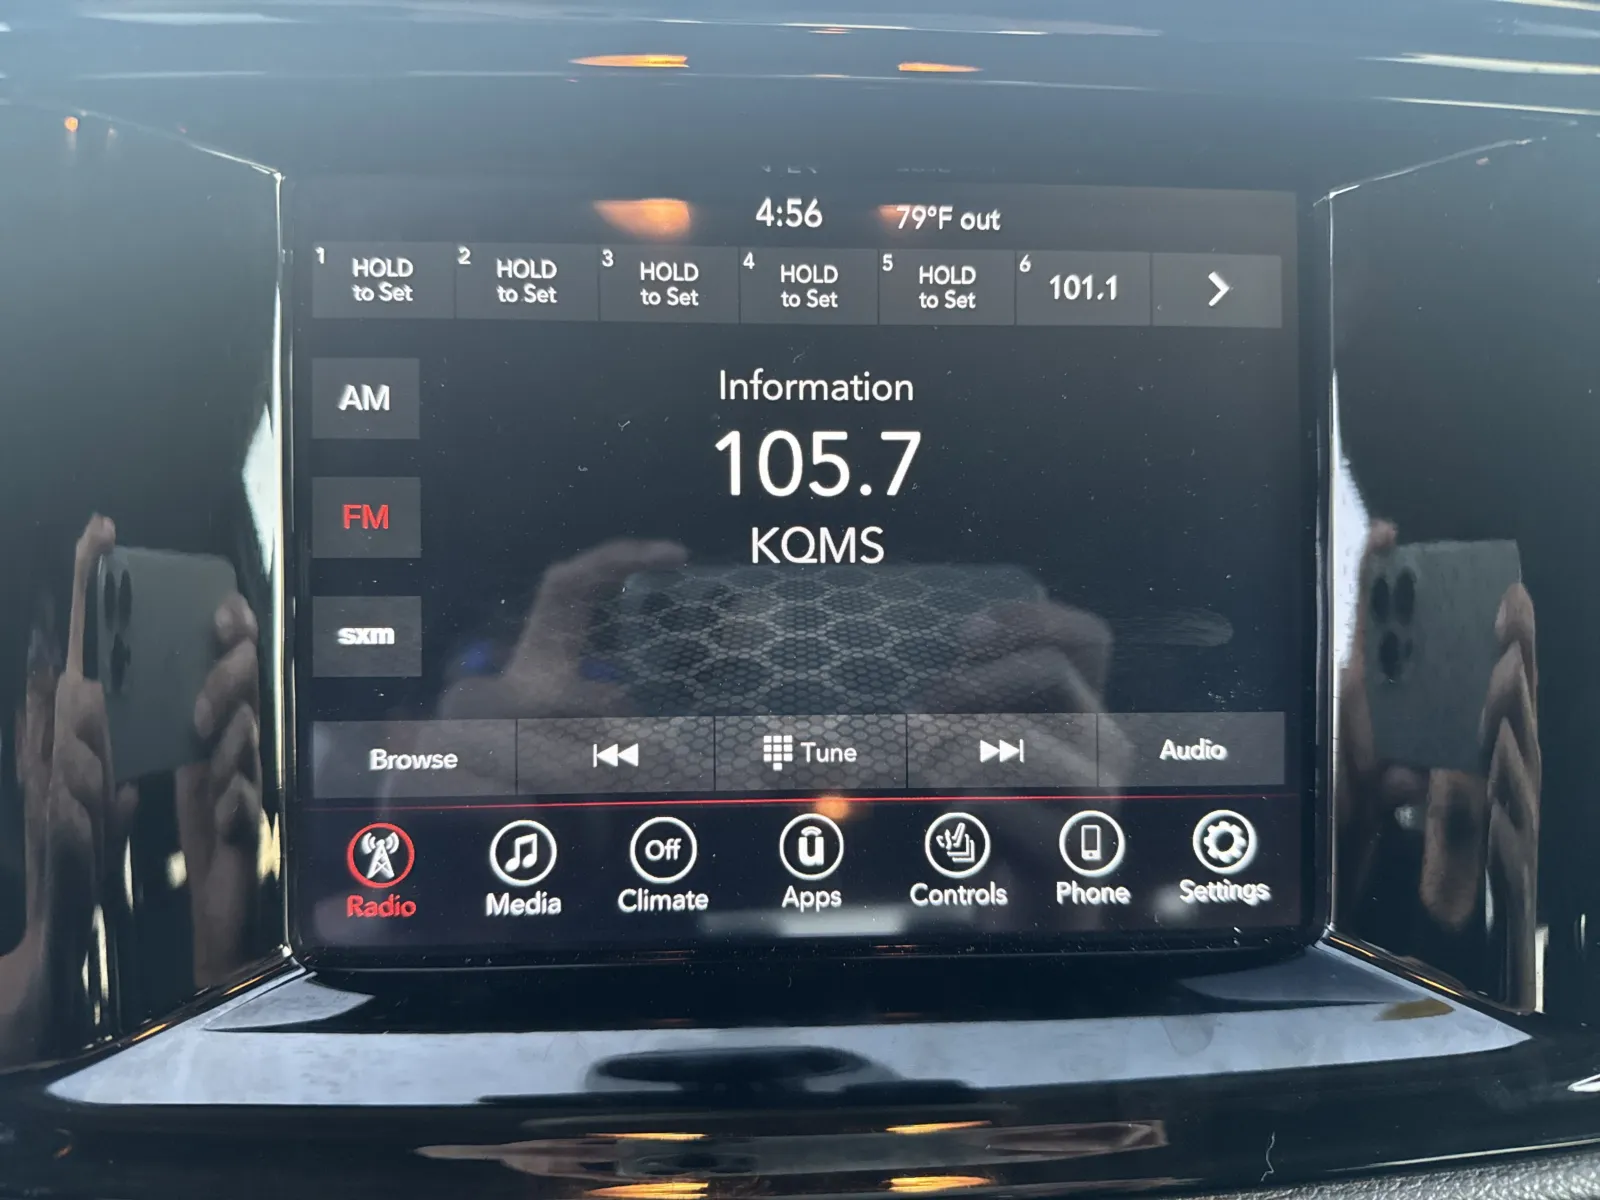 4:56 79°F out
1 HOLD to Set 2 HOLD to Set 3 HOLD to Set 4 HOLD to Set 5 HOLD to Set 6 101.1
AM
Information
105.7
FM
KQMS
sxm
Browse Tune Audio
Off
Radio Media Climate Apps Controls Phone Settings